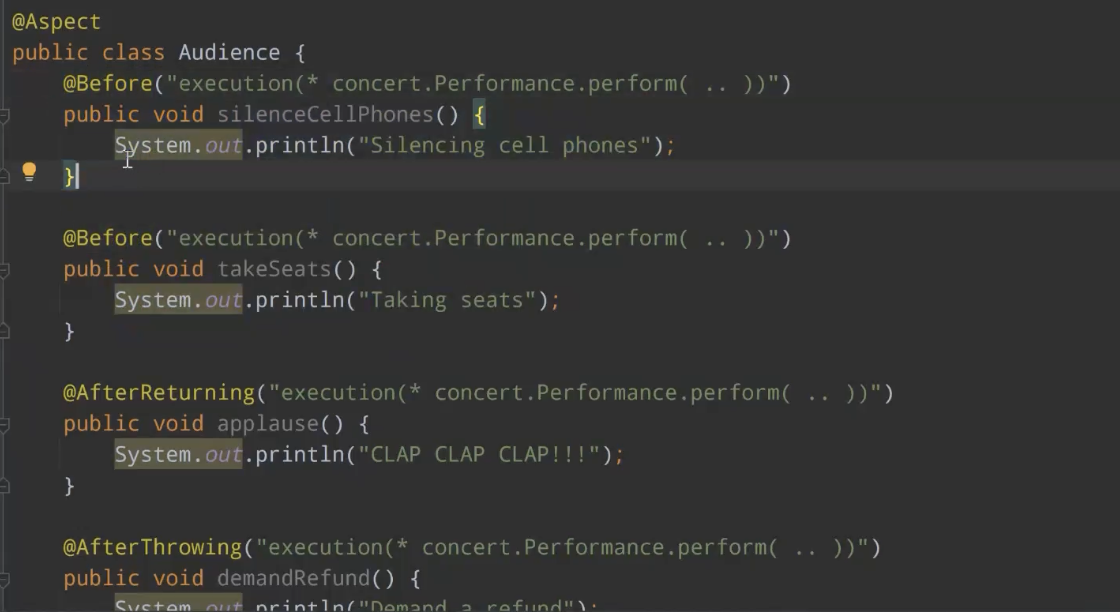 @Aspect
public class Audience {
@Before("execution(* concert.Performance.perform( .. ))")
public void silenceCellPhones() {
System.out.println("Silencing cell phones");
}
@Before("execution(* concert.Performance.perform( .. ))")
public void takeSeats() {
System.out.println("Taking seats");
}
@AfterReturning("execution(* concert.Performance.perform( .. ))")
public void applause() {
System.out.println("CLAP CLAP CLAP!!!");
}
@AfterThrowing("execution(* concert.Performance.perform( .. ))")
public void demandRefund() {
System.out.println("Demand a refund");